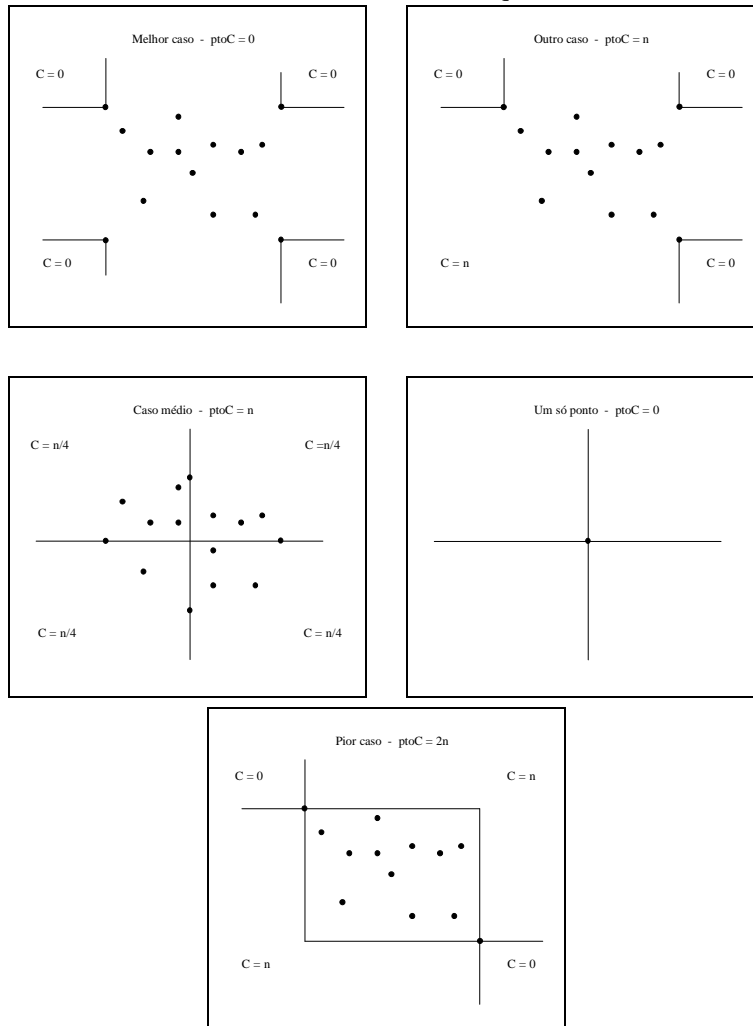 Melhor caso - ptoC = 0
C = 0
C = 0
C = 0
C = 0
Outro caso - ptoC = n
C = 0
C = 0
C = n
C = 0
Caso médio - ptoC = n
C = n/4
C =n/4
C = n/4
C = n/4
Um só ponto - ptoC = 0
Pior caso - ptoC = 2n
C = 0
C = n
C = n
C = 0